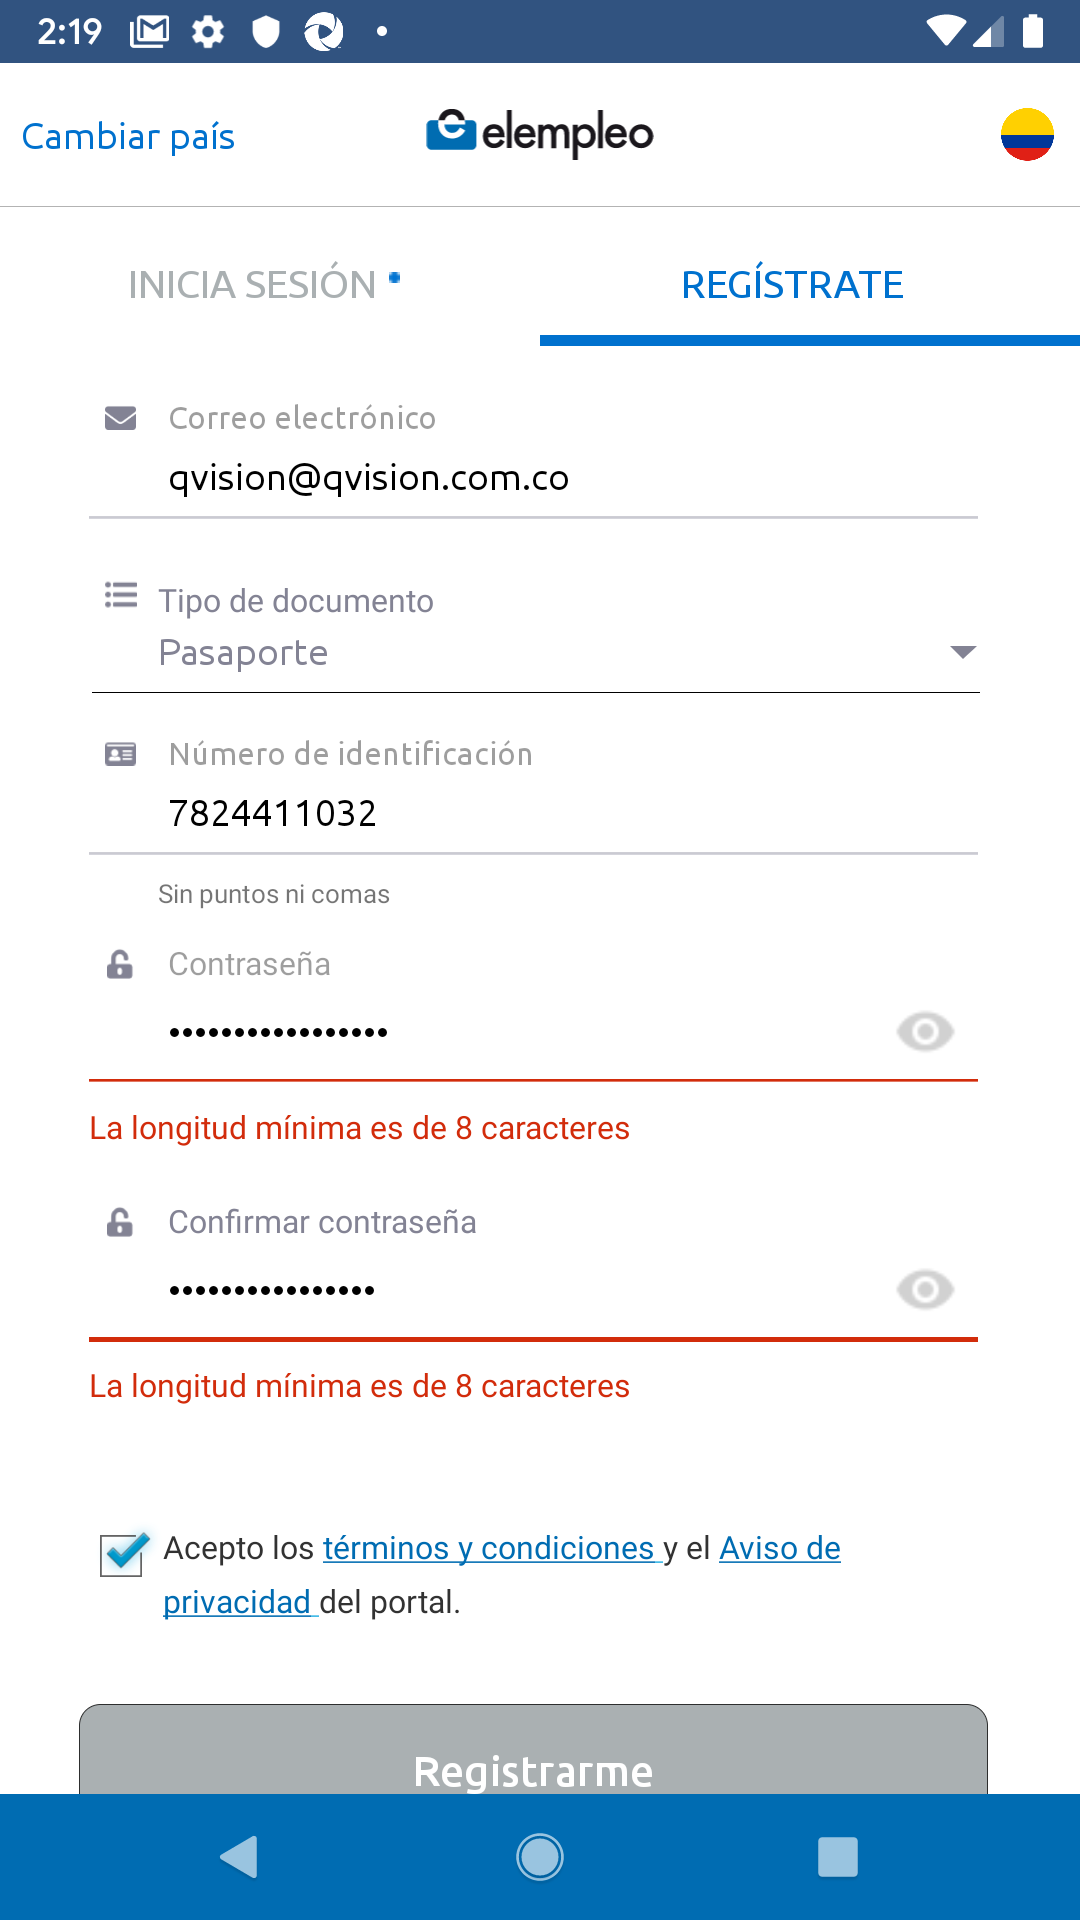 2:19
Cambiar país
elempleo
INICIA SESIÓN
REGÍSTRATE
Correo electrónico
qvision@qvision.com.co
Tipo de documento
Pasaporte
Número de identificación
7824411032
Sin puntos ni comas
Contraseña
•••••••••••••••••
La longitud mínima es de 8 caracteres
Confirmar contraseña
••••••••••••••••
La longitud mínima es de 8 caracteres
Acepto los términos y condiciones y el Aviso de
privacidad del portal.
Registrarme